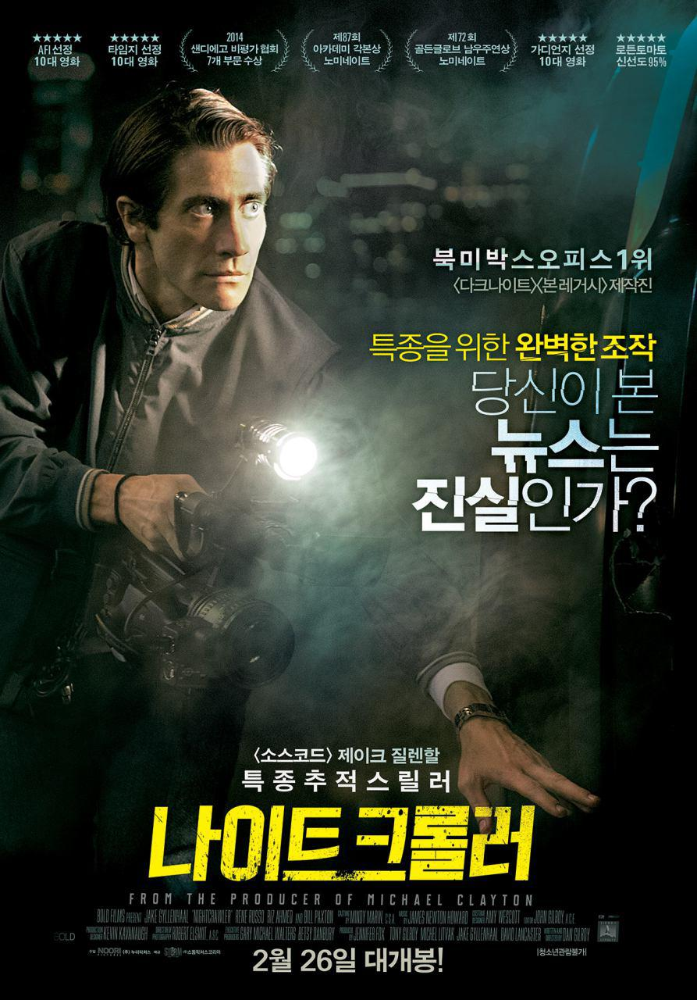 ★★★★★
AFI 선정
10대 영화
★★★★★
타임지 선정
10대 영화
2014
샌디에고 비평가 협회
7개 부문 수상
제87회
아카데미 각본상
노미네이트
제72회
골든글로브 남우주연상
노미네이트
★★★★★
가디언지 선정
10대 영화
★★★★★
로튼토마토
신선도 95%
북미박스오피스1위
〈다크나이트〉〈본 레거시〉 제작진
특종을 위한 완벽한 조작
당신이 본
뉴스는
진실인가?
〈소스코드〉 제이크 질렌할
특종추적스릴러
나이트 크롤러
FROM THE PRODUCER OF MICHAEL CLAYTON
BOLD FILMS PRESENT JAKE GYLLENHAAL "NIGHTCRAWLER" RENE RUSSO RIZ AHMED AND BILL PAXTON CASTING BY MINDY MARIN, C.S.A. MUSIC BY JAMES NEWTON HOWARD COSTUME DESIGNER AMY WESCOTT EDITOR JOHN GILROY, A.C.E.
BOLD
PRODUCTION DESIGNER KEVIN KAVANAUGH DIRECTOR OF PHOTOGRAPHY ROBERT ELSWIT, A.S.C. EXECUTIVE PRODUCERS GARY MICHAEL WALTERS BETSY DANBURY PRODUCED BY JENNIFER FOX TONY GILROY MICHEL LITVAK JAKE GYLLENHAAL DAVID LANCASTER WRITTEN AND DIRECTED BY DAN GILROY
수입 NOORI PICTURES (주)누리픽쳐스 배급 STORM (주)스톰픽쳐스코리아
2월 26일 대개봉!
|청소년관람불가|